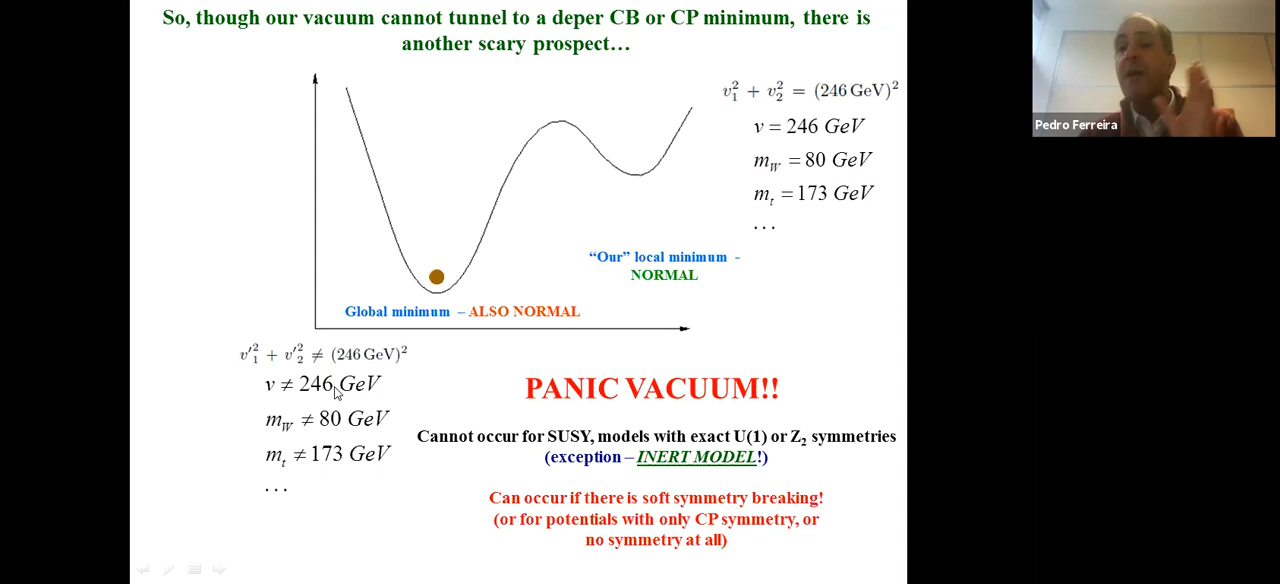 So, though our vacuum cannot tunnel to a deper CB or CP minimum, there is
another scary prospect…
v₁² + v₂² = (246 GeV)²
v = 246 GeV
m_W = 80 GeV
m_t = 173 GeV
...
Pedro Ferreira
“Our” local minimum -
NORMAL
Global minimum – ALSO NORMAL
v′₁² + v′₂² ≠ (246 GeV)²
v ≠ 246 GeV
m_W ≠ 80 GeV
m_t ≠ 173 GeV
...
PANIC VACUUM!!
Cannot occur for SUSY, models with exact U(1) or Z₂ symmetries
(exception – INERT MODEL!)
Can occur if there is soft symmetry breaking!
(or for potentials with only CP symmetry, or
no symmetry at all)